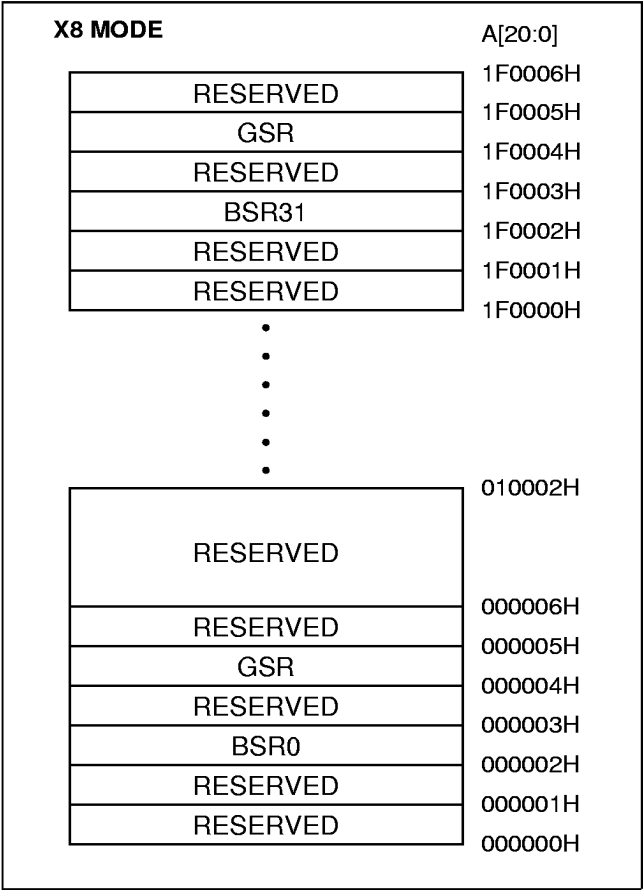 X8 MODE
A[20:0]
1F0006H
RESERVED
1F0005H
GSR
1F0004H
RESERVED
1F0003H
BSR31
1F0002H
RESERVED
1F0001H
RESERVED
1F0000H
010002H
RESERVED
000006H
RESERVED
000005H
GSR
000004H
RESERVED
000003H
BSR0
000002H
RESERVED
000001H
RESERVED
000000H